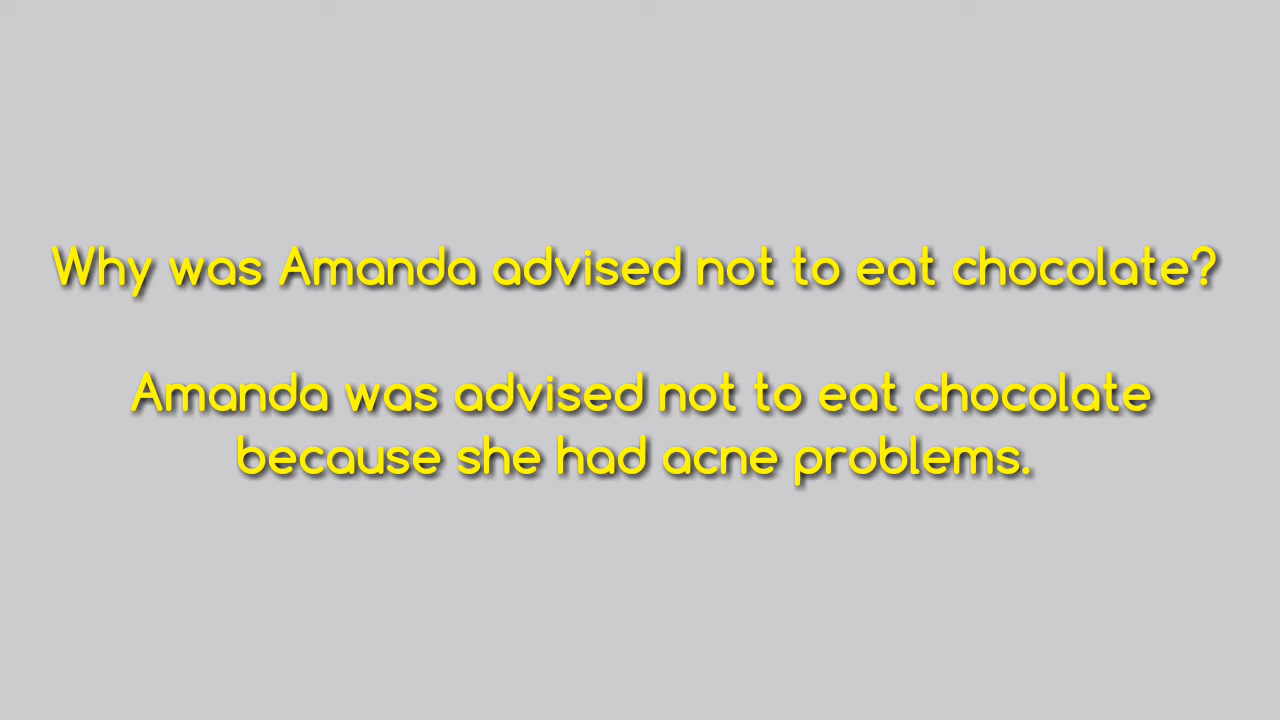 Why was Amanda advised not to eat chocolate?
Amanda was advised not to eat chocolate
because she had acne problems.